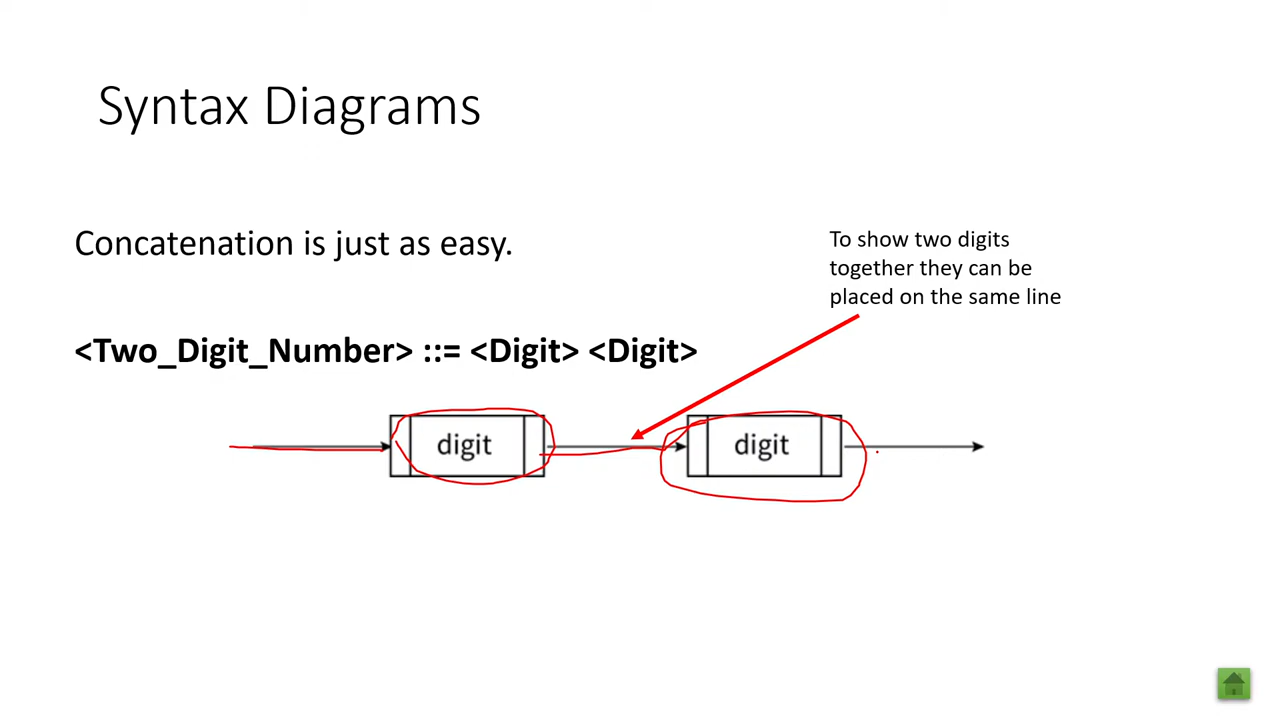 Syntax Diagrams
Concatenation is just as easy.
To show two digits
together they can be
placed on the same line
<Two_Digit_Number> ::= <Digit> <Digit>
digit
digit